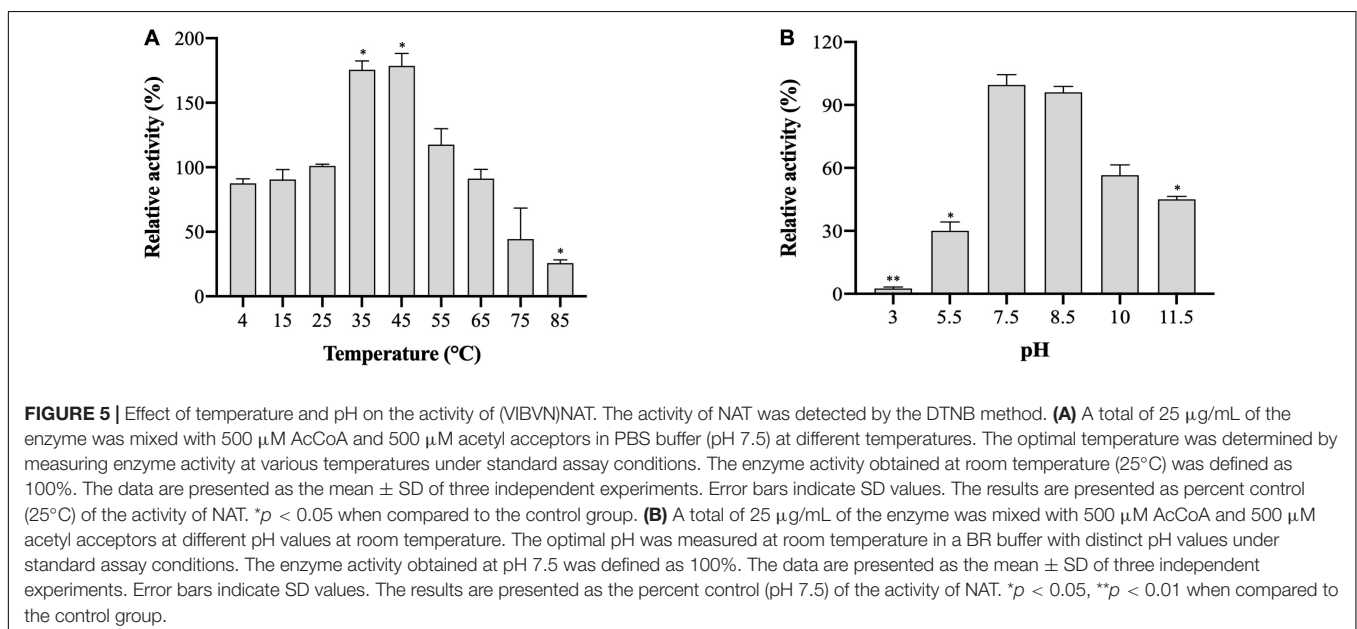 A
B
200
150
100
50
0
Relative activity (%)
* * *
4 15 25 35 45 55 65 75 85
Temperature (°C)
120
90
60
30
0
Relative activity (%)
** * *
3 5.5 7.5 8.5 10 11.5
pH
FIGURE 5 | Effect of temperature and pH on the activity of (VIBVN)NAT. The activity of NAT was detected by the DTNB method. (A) A total of 25 μg/mL of the
enzyme was mixed with 500 μM AcCoA and 500 μM acetyl acceptors in PBS buffer (pH 7.5) at different temperatures. The optimal temperature was determined by
measuring enzyme activity at various temperatures under standard assay conditions. The enzyme activity obtained at room temperature (25°C) was defined as
100%. The data are presented as the mean ± SD of three independent experiments. Error bars indicate SD values. The results are presented as percent control
(25°C) of the activity of NAT. *p < 0.05 when compared to the control group. (B) A total of 25 μg/mL of the enzyme was mixed with 500 μM AcCoA and 500 μM
acetyl acceptors at different pH values at room temperature. The optimal pH was measured at room temperature in a BR buffer with distinct pH values under
standard assay conditions. The enzyme activity obtained at pH 7.5 was defined as 100%. The data are presented as the mean ± SD of three independent
experiments. Error bars indicate SD values. The results are presented as the percent control (pH 7.5) of the activity of NAT. *p < 0.05, **p < 0.01 when compared to
the control group.